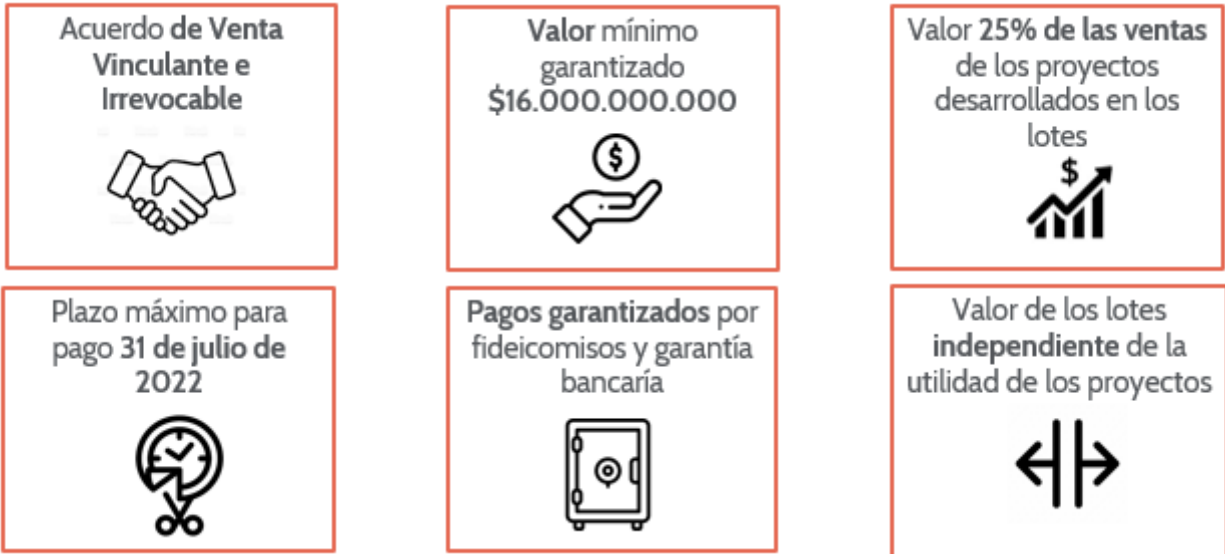 Acuerdo de Venta
Vinculante e
Irrevocable
Valor mínimo
garantizado
$16.000.000.000
$
Valor 25% de las ventas
de los proyectos
desarrollados en los
lotes
$
Plazo máximo para
pago 31 de julio de
2022
Pagos garantizados por
fideicomisos y garantía
bancaría
Valor de los lotes
independiente de la
utilidad de los proyectos